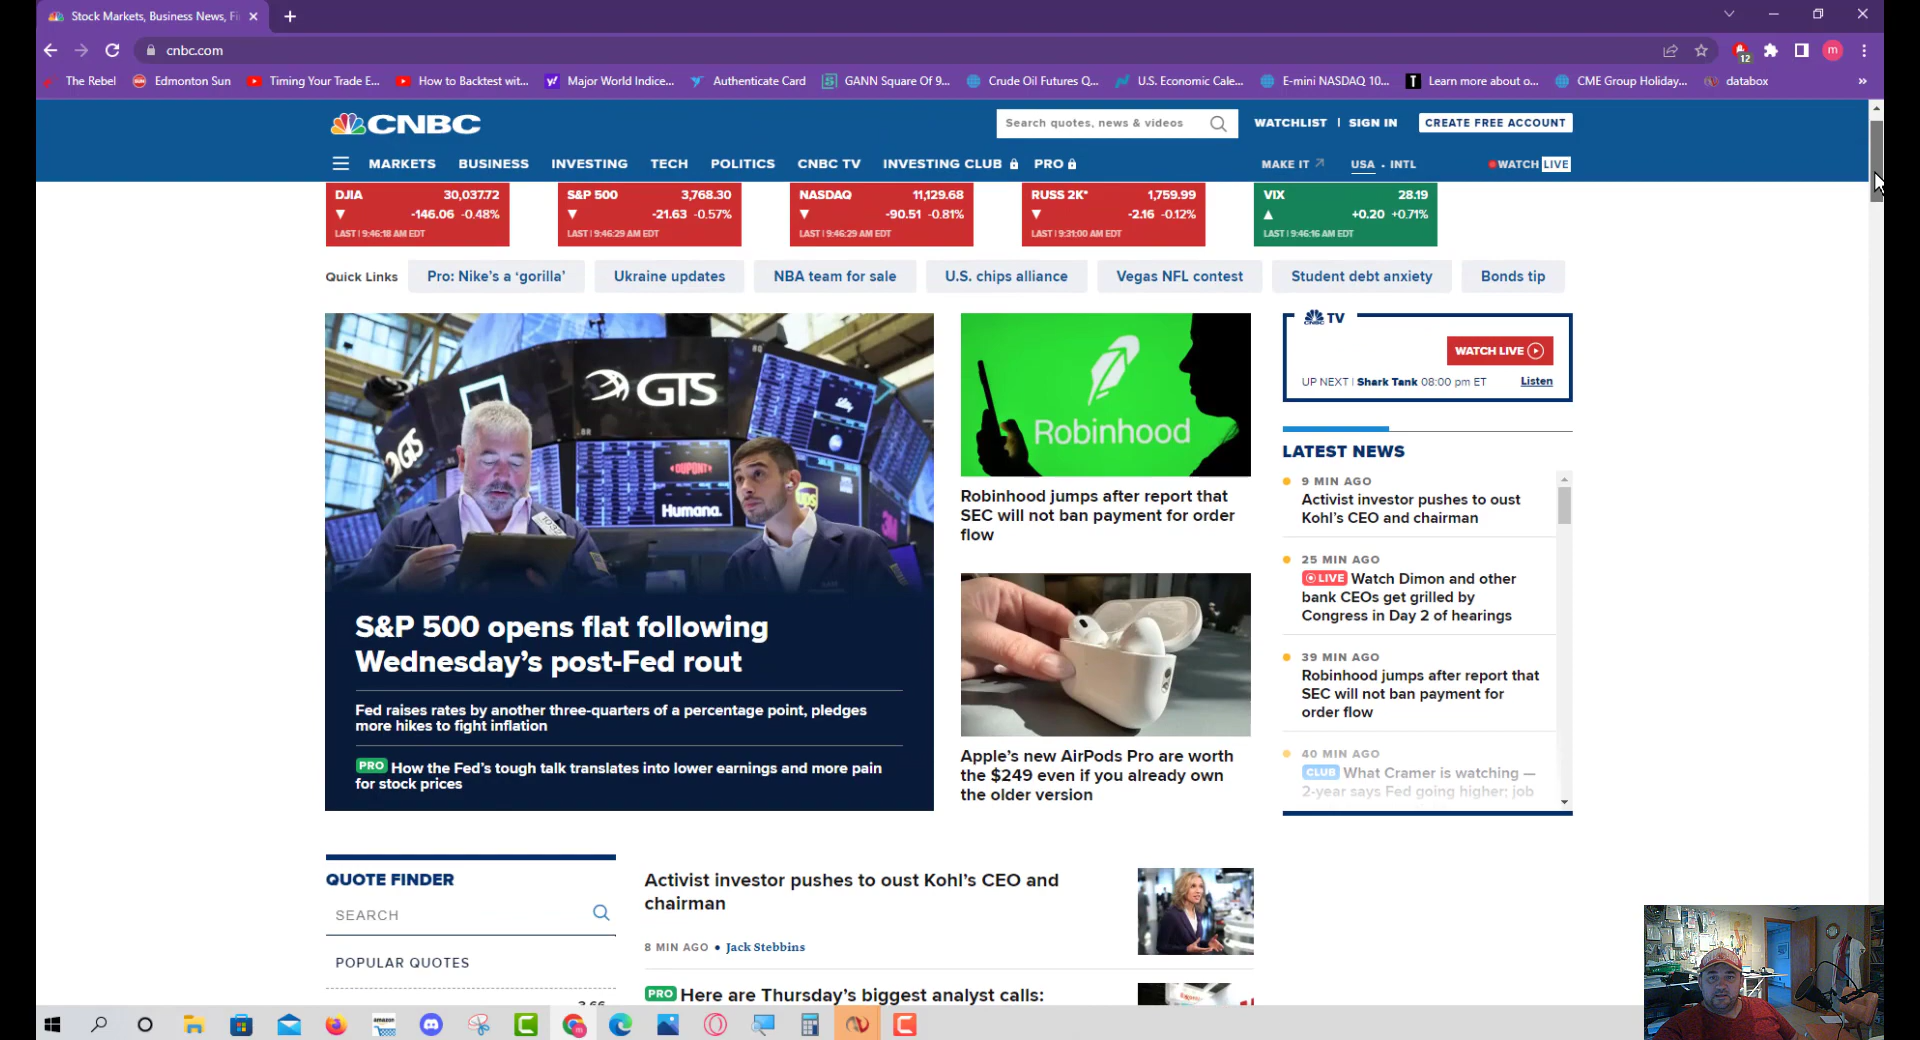 Stock Markets, Business News, Fi
cnbc.com
12
m
The Rebel
Edmonton Sun
Timing Your Trade E...
How to Backtest wit...
Major World Indice...
Authenticate Card
GANN Square Of 9...
Crude Oil Futures Q...
U.S. Economic Cale...
E-mini NASDAQ 10...
Learn more about o...
CME Group Holiday...
databox
CNBC
Search quotes, news & videos
WATCHLIST | SIGN IN
CREATE FREE ACCOUNT
MARKETS BUSINESS INVESTING TECH POLITICS CNBC TV INVESTING CLUB PRO
MAKE IT USA • INTL
WATCH LIVE
DJIA 30,037.72
-146.06 -0.48%
LAST | 9:46:18 AM EDT
S&P 500 3,768.30
-21.63 -0.57%
LAST | 9:46:29 AM EDT
NASDAQ 11,129.68
-90.51 -0.81%
LAST | 9:46:29 AM EDT
RUSS 2K* 1,759.99
-2.16 -0.12%
LAST | 9:31:00 AM EDT
VIX 28.19
+0.20 +0.71%
LAST | 9:46:16 AM EDT
Quick Links
Pro: Nike's a ‘gorilla’
Ukraine updates
NBA team for sale
U.S. chips alliance
Vegas NFL contest
Student debt anxiety
Bonds tip
GTS
GTS
Lilly
DUPONT
ups
Humana.
3M
S&P 500 opens flat following
Wednesday’s post-Fed rout
Fed raises rates by another three-quarters of a percentage point, pledges
more hikes to fight inflation
PRO How the Fed’s tough talk translates into lower earnings and more pain
for stock prices
Robinhood
Robinhood jumps after report that
SEC will not ban payment for order
flow
Apple’s new AirPods Pro are worth
the $249 even if you already own
the older version
TV
WATCH LIVE
UP NEXT | Shark Tank 08:00 pm ET
Listen
LATEST NEWS
9 MIN AGO
Activist investor pushes to oust
Kohl’s CEO and chairman
25 MIN AGO
LIVE Watch Dimon and other
bank CEOs get grilled by
Congress in Day 2 of hearings
39 MIN AGO
Robinhood jumps after report that
SEC will not ban payment for
order flow
40 MIN AGO
CLUB What Cramer is watching —
2-year says Fed going higher; job
QUOTE FINDER
SEARCH
POPULAR QUOTES
Activist investor pushes to oust Kohl’s CEO and
chairman
8 MIN AGO • Jack Stebbins
PRO Here are Thursday’s biggest analyst calls:
amazon